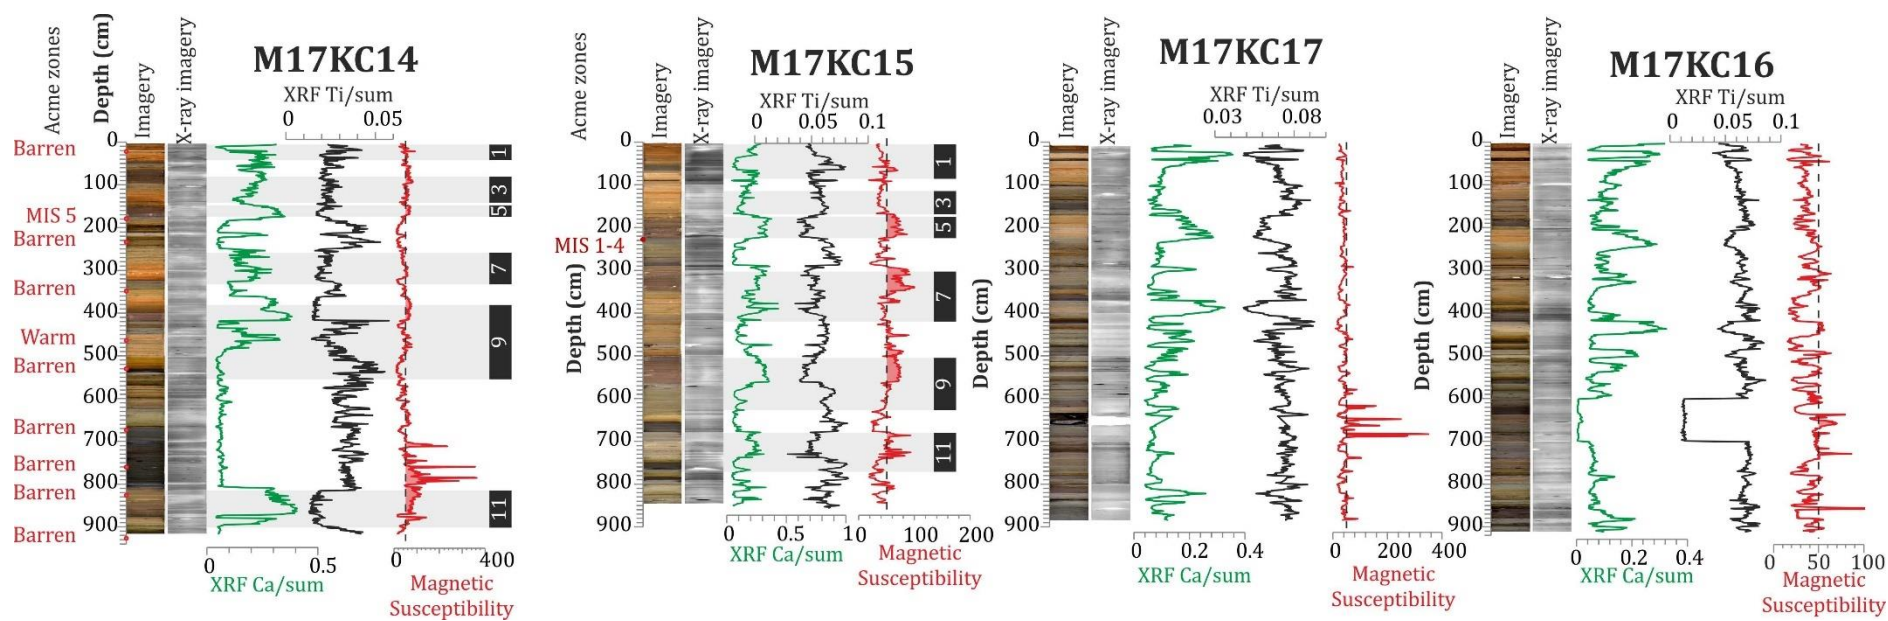 Acme zones
Depth (cm)
Imagery
X-ray imagery
M17KC14
XRF Ti/sum
0 0.05
0
100
200
300
400
500
600
700
800
900
Barren
MIS 5
Barren
Barren
Warm
Barren
Barren
Barren
Barren
Barren
1
3
5
7
9
11
0 0.5
XRF Ca/sum
0 400
Magnetic
Susceptibility
Acme zones
Imagery
X-ray imagery
M17KC15
XRF Ti/sum
0 0.05 0.1
0
100
200
300
400
500
600
700
800
900
MIS 1-4
Depth (cm)
1
3
5
7
9
11
0 0.5 10 100 200
XRF Ca/sum
Magnetic
Susceptibility
Imagery
X-ray imagery
M17KC17
XRF Ti/sum
0.03 0.08
0
100
200
300
400
500
600
700
800
900
Depth (cm)
0 0.2 0.4
XRF Ca/sum
0 200 400
Magnetic
Susceptibility
Imagery
X-ray imagery
M17KC16
XRF Ti/sum
0 0.05 0.1
0
100
200
300
400
500
600
700
800
900
Depth (cm)
0 0.2 0.4
XRF Ca/sum
0 50 100
Magnetic
Susceptibility